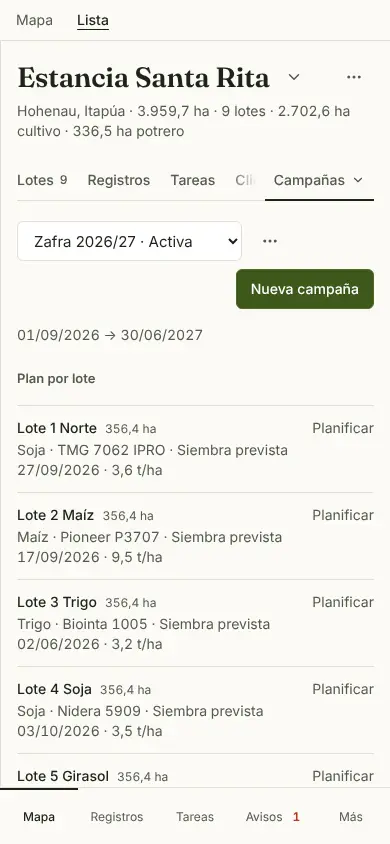 Mapa Lista
Estancia Santa Rita
Hohenau, Itapúa · 3.959,7 ha · 9 lotes · 2.702,6 ha
cultivo · 336,5 ha potrero
Lotes 9 Registros Tareas Cli Campañas
Zafra 2026/27 · Activa
Nueva campaña
01/09/2026 → 30/06/2027
Plan por lote
Lote 1 Norte 356,4 ha Planificar
Soja · TMG 7062 IPRO · Siembra prevista
27/09/2026 · 3,6 t/ha
Lote 2 Maíz 356,4 ha Planificar
Maíz · Pioneer P3707 · Siembra prevista
17/09/2026 · 9,5 t/ha
Lote 3 Trigo 356,4 ha Planificar
Trigo · Biointa 1005 · Siembra prevista
02/06/2026 · 3,2 t/ha
Lote 4 Soja 356,4 ha Planificar
Soja · Nidera 5909 · Siembra prevista
03/10/2026 · 3,5 t/ha
Lote 5 Girasol 356,4 ha Planificar
Mapa Registros Tareas Avisos 1 Más